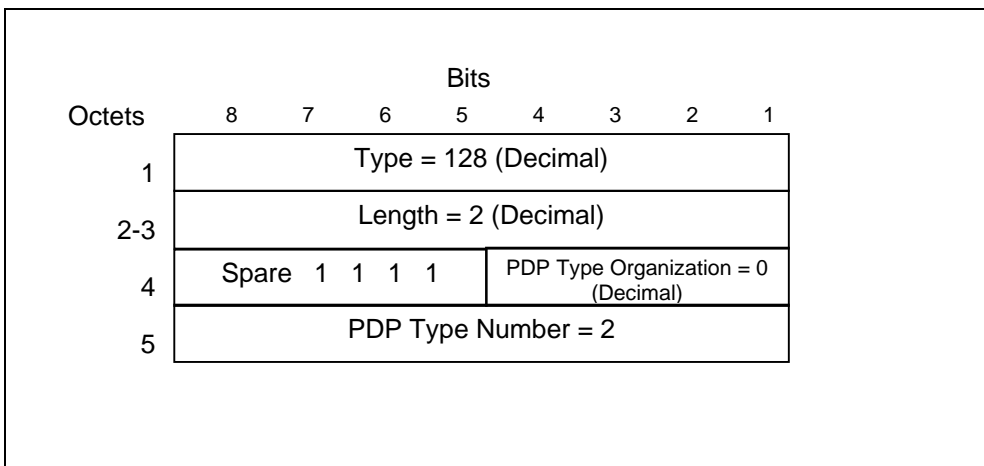 Bits
Octets 8 7 6 5 4 3 2 1
1 Type = 128 (Decimal)
2-3 Length = 2 (Decimal)
4 Spare 1 1 1 1 PDP Type Organization = 0
(Decimal)
5 PDP Type Number = 2